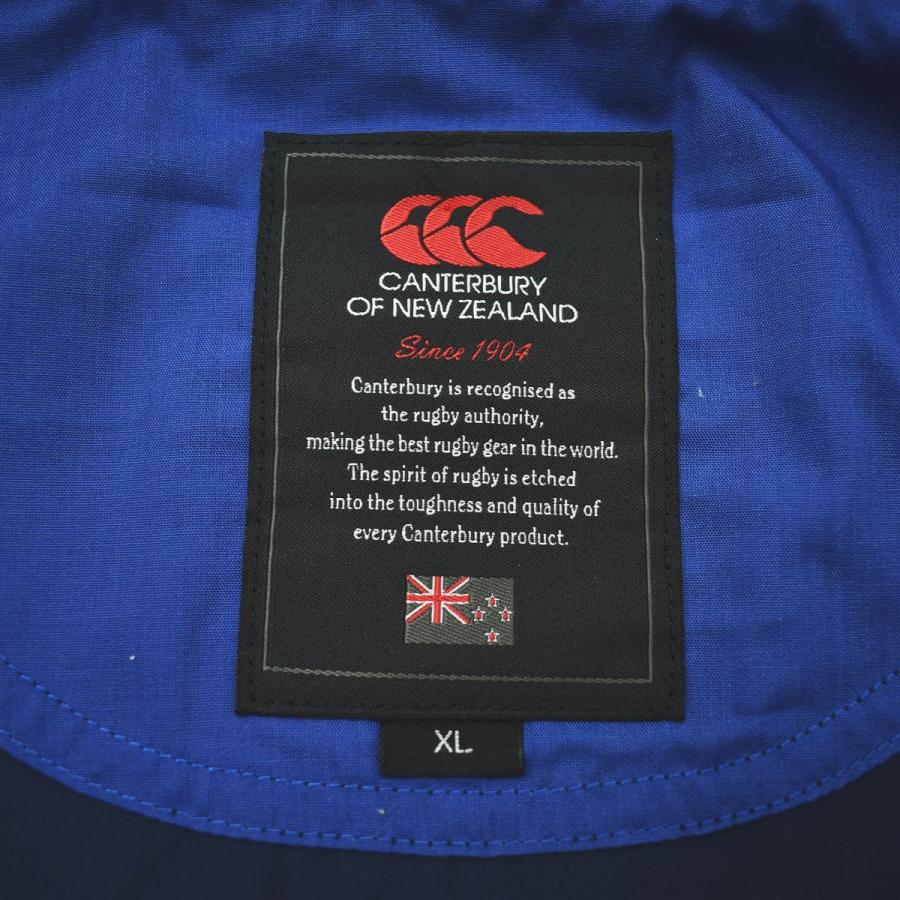 CANTERBURY
OF NEW ZEALAND
Since 1904
Canterbury is recognised as
the rugby authority,
making the best rugby gear in the world.
The spirit of rugby is etched
into the toughness and quality of
every Canterbury product.
XL